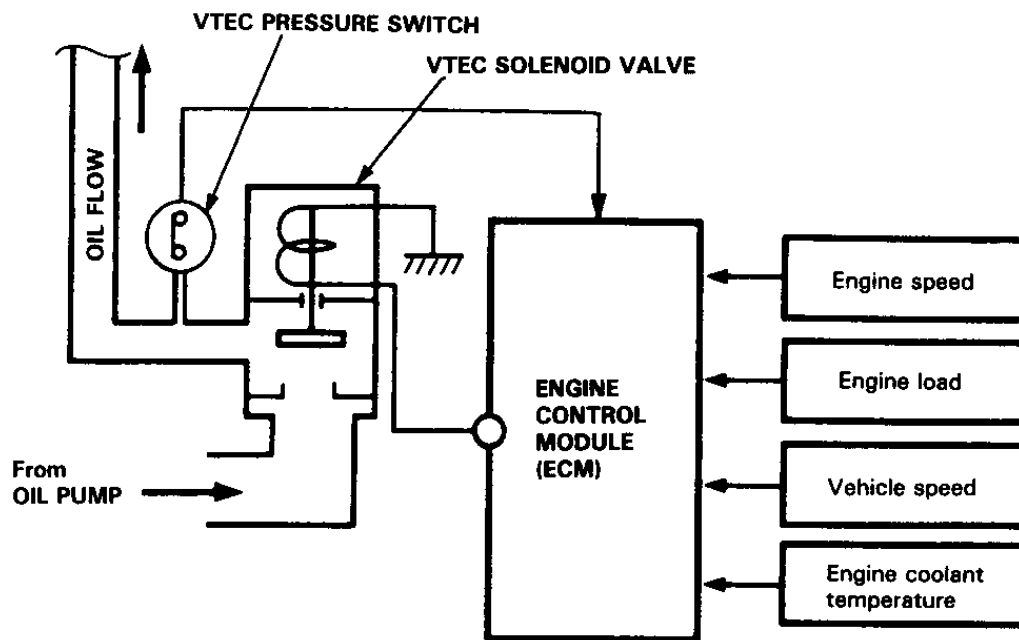 VTEC PRESSURE SWITCH
VTEC SOLENOID VALVE
OIL FLOW
From
OIL PUMP
ENGINE
CONTROL
MODULE
(ECM)
Engine speed
Engine load
Vehicle speed
Engine coolant
temperature